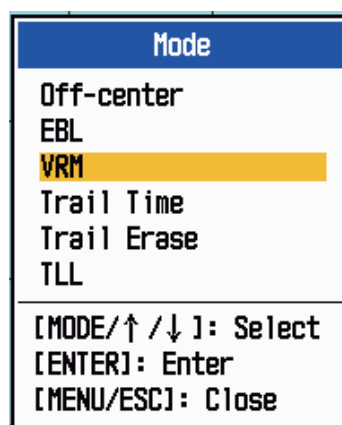 Mode
Off-center
EBL
VRM
Trail Time
Trail Erase
TLL
[MODE/↑/↓]: Select
[ENTER]: Enter
[MENU/ESC]: Close